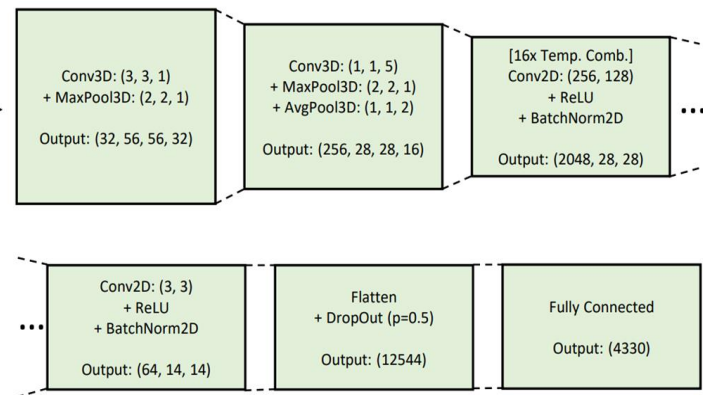 Conv3D: (3, 3, 1)
+ MaxPool3D: (2, 2, 1)
Output: (32, 56, 56, 32)
Conv3D: (1, 1, 5)
+ MaxPool3D: (2, 2, 1)
+ AvgPool3D: (1, 1, 2)
Output: (256, 28, 28, 16)
[16x Temp. Comb.]
Conv2D: (256, 128)
+ ReLU
+ BatchNorm2D
Output: (2048, 28, 28)
...
...
Conv2D: (3, 3)
+ ReLU
+ BatchNorm2D
Output: (64, 14, 14)
Flatten
+ DropOut (p=0.5)
Output: (12544)
Fully Connected
Output: (4330)